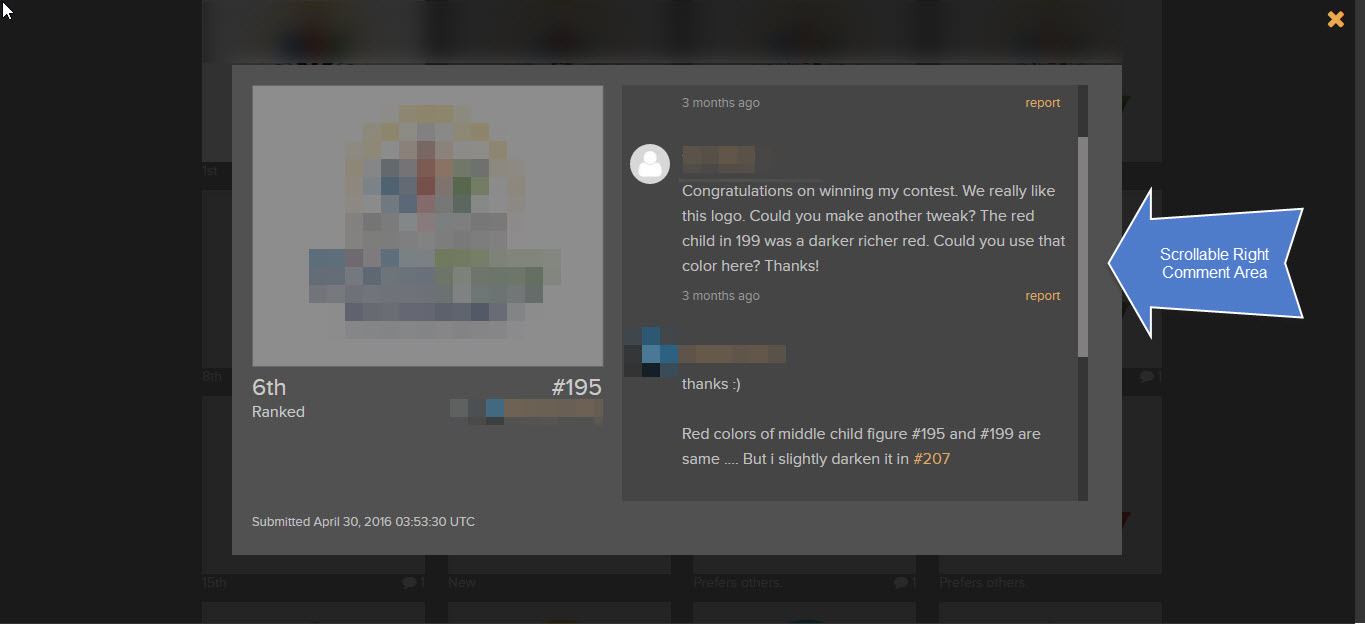 1st
3 months ago report
Congratulations on winning my contest. We really like
this logo. Could you make another tweak? The red
child in 199 was a darker richer red. Could you use that
color here? Thanks!
3 months ago report
thanks :)
Red colors of middle child figure #195 and #199 are
same .... But i slightly darken it in #207
Scrollable Right
Comment Area
8th
1
6th #195
Ranked
Submitted April 30, 2016 03:53:30 UTC
15th 1 New Prefers others. 1 Prefers others.